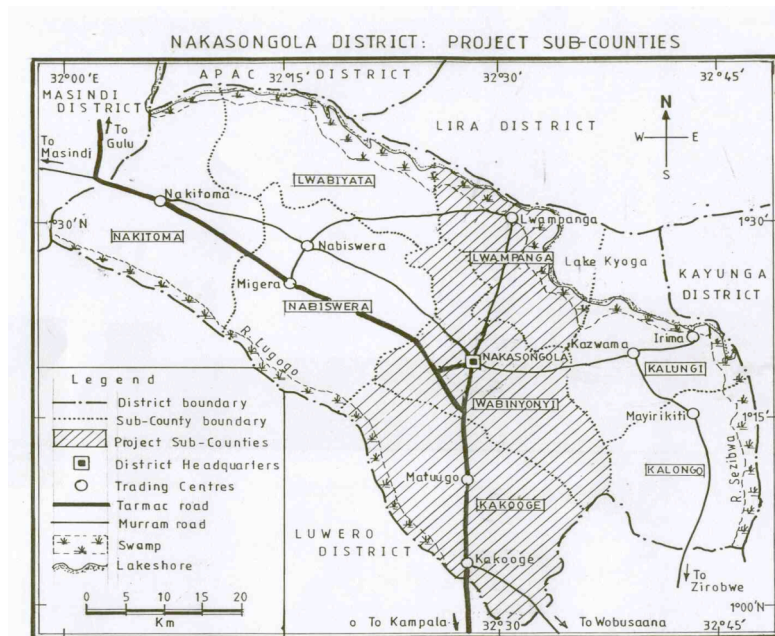 NAKASONGOLA DISTRICT: PROJECT SUB-COUNTIES
32°00'E
32°15'
32°30'
32°45'
APAC DISTRICT
MASINDI
DISTRICT
To
Gulu
To
Masindi
LIRA DISTRICT
N
W
E
S
LWABIYATA
Nakitoma
Lwampanga
°30'N
1°30'
NAKITOMA
Nabiswera
LWAMPANGA
Lake Kyoga
KAYUNGA
DISTRICT
Migera
NABISWERA
R. Lugogo
Irima
Kazwama
NAKASONGOLA
KALUNGI
Legend
District boundary
Sub-County boundary
Project Sub-Counties
District Headquarters
Trading Centres
Tarmac road
Murram road
Swamp
Lakeshore
0 5 10 15 20
Km
WABINYONYI
Mayirikiti
1°15'
R. Sezibwa
Matuugo
KALONGO
KAKOOGE
LUWERO
DISTRICT
Kakooge
To
Zirobwe
1°00'N
o To Kampala
32°30'
To Wobusaana
32°45'